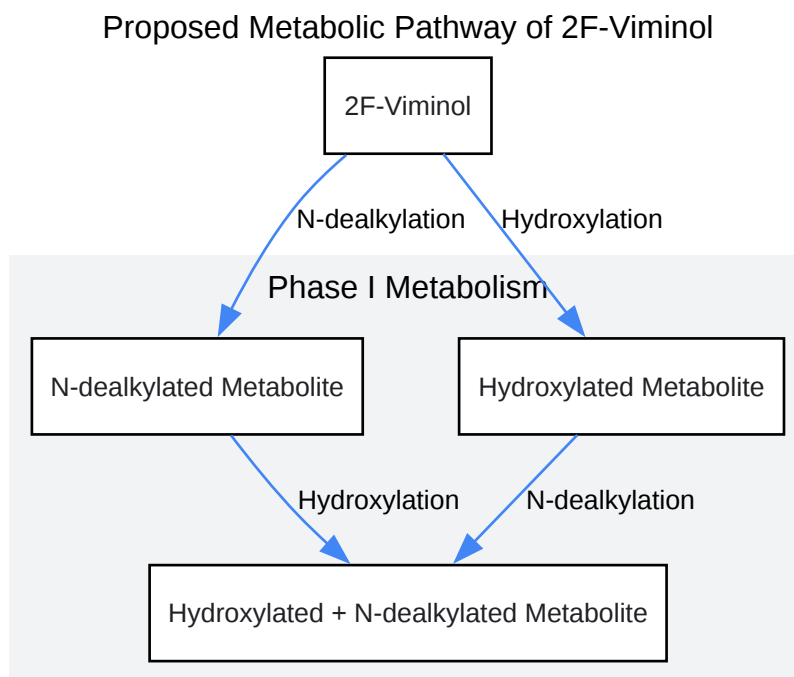 Proposed Metabolic Pathway of 2F-Viminol
2F-Viminol
N-dealkylation
Hydroxylation
Phase I Metabolism
N-dealkylated Metabolite
Hydroxylated Metabolite
Hydroxylation
N-dealkylation
Hydroxylated + N-dealkylated Metabolite